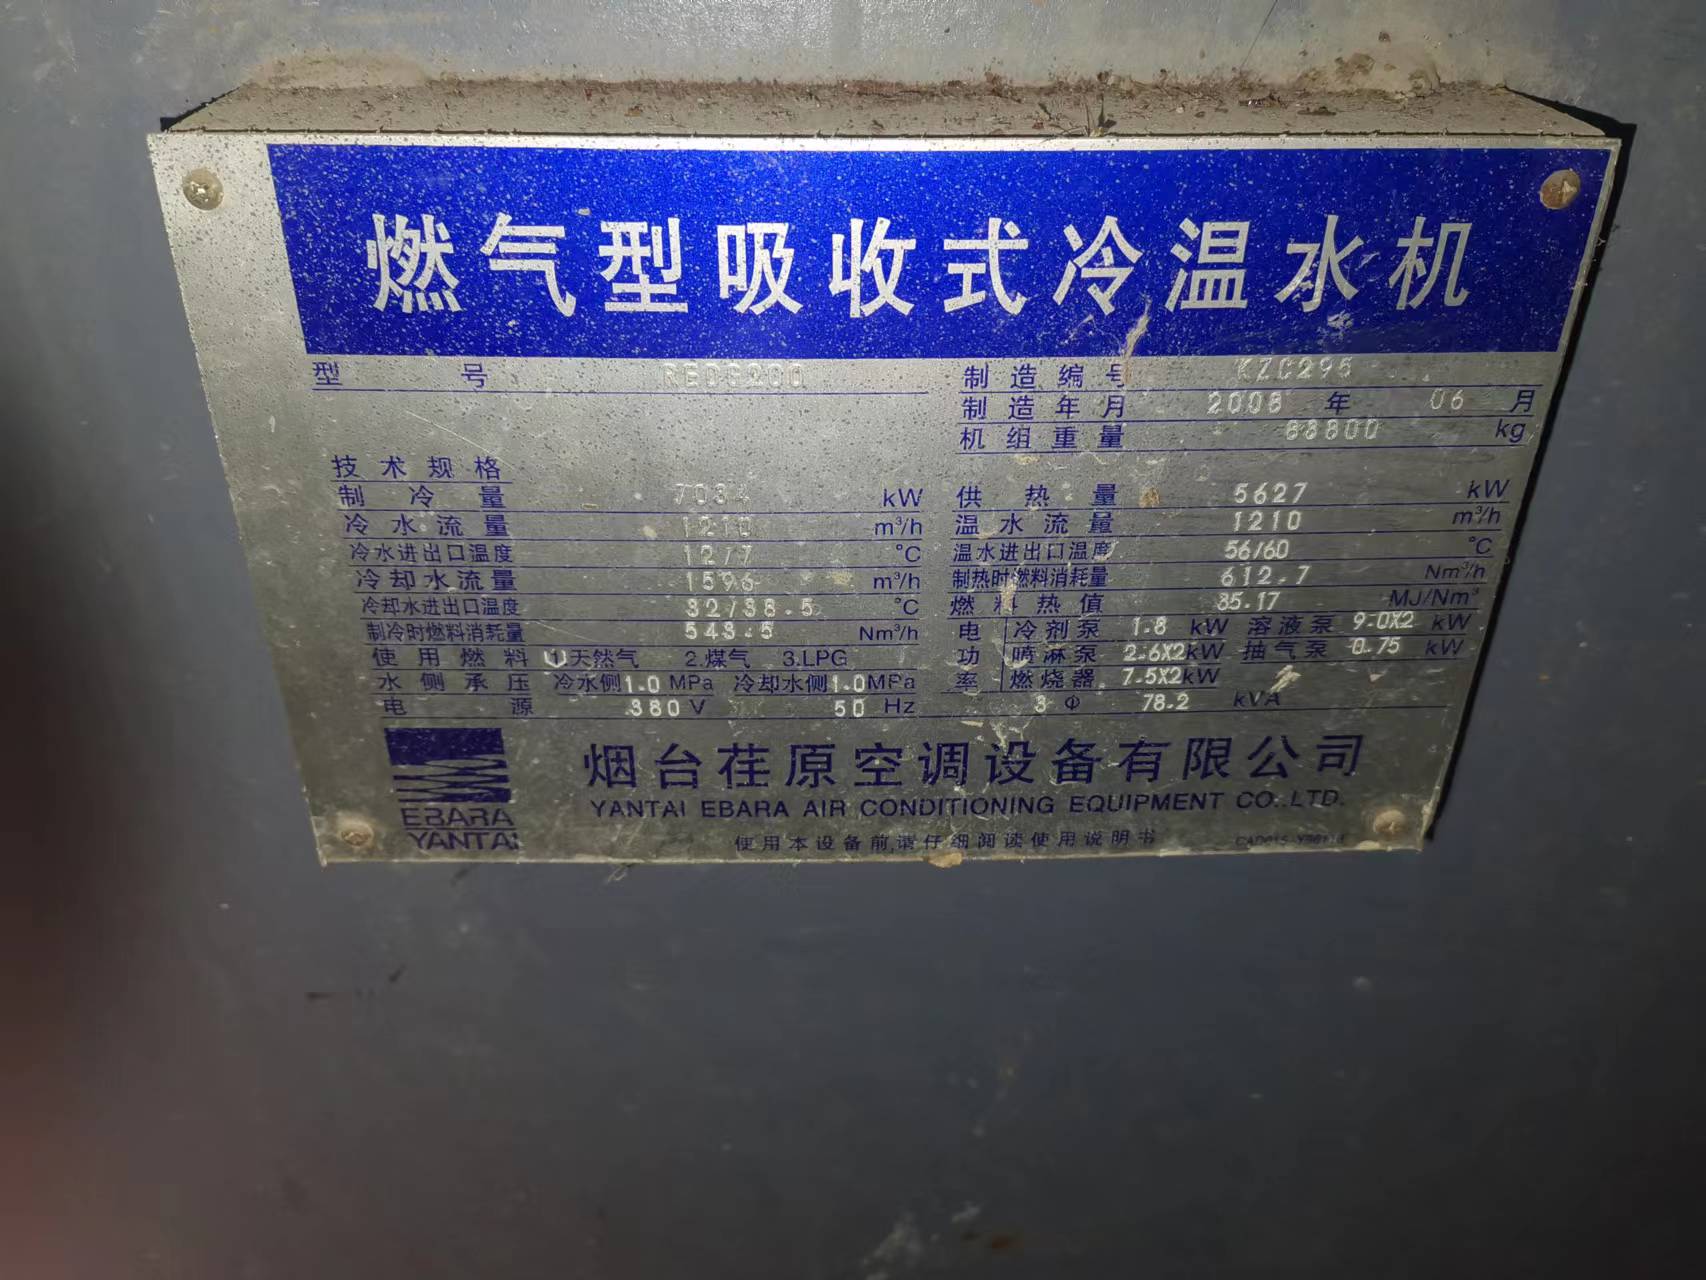 燃气型吸收式冷温水机
型 号 制造编号 KZC295
制造年月 2008 年 06 月
机组重量 kg
技术规格
制冷量 7034 kW 供热量 5627 kW
冷水流量 1210 m³/h 温水流量 1210 m³/h
冷水进出口温度 12/7 °C 温水进出口温度 56/60 °C
冷却水流量 1596 m³/h 制热时燃料消耗量 612.7 Nm³/h
冷却水进出口温度 32/38.5 °C 燃料热值 35.17 MJ/Nm³
制冷时燃料消耗量 543.5 Nm³/h 电功率 冷剂泵 1.8 kW 溶液泵 9.0X2 kW
使用燃料 1.天然气 2.煤气 3.LPG 喷淋泵 2.6X2kW 抽气泵 0.75 kW
水侧承压 冷水侧1.0 MPa 冷却水侧1.0MPa 燃烧器 7.5X2kW
电源 380 V 50 Hz 3 Φ 78.2 kVA
烟台荏原空调设备有限公司
EBARA YANTAI
YANTAI EBARA AIR CONDITIONING EQUIPMENT CO.,LTD.
使用本设备前,请仔细阅读使用说明书